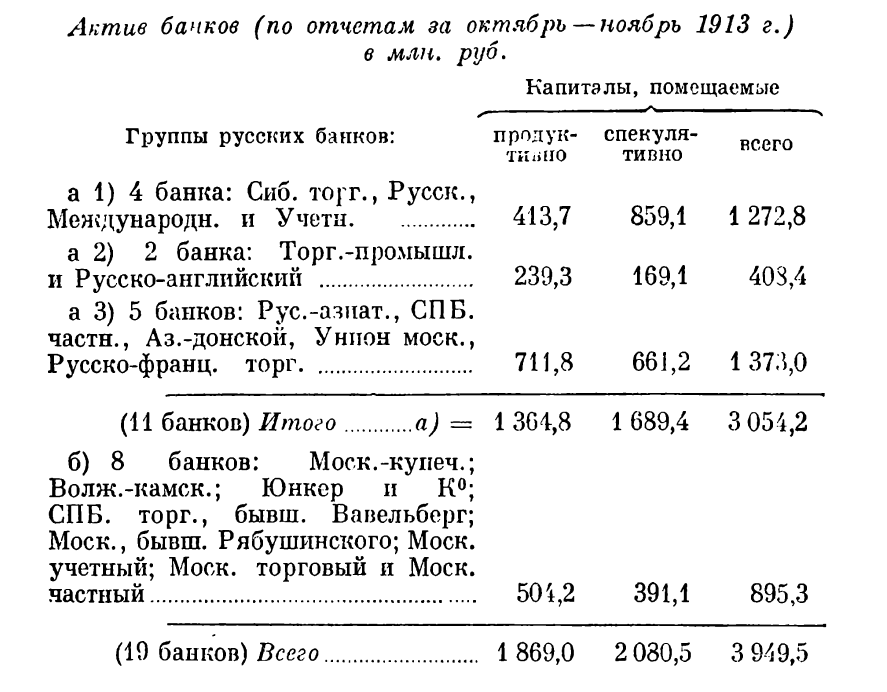 Актив банков (по отчетам за октябрь — ноябрь 1913 г.)
в млн. руб.
Капиталы, помещаемые
Группы русских банков: продук-тивно спекуля-тивно всего
а 1) 4 банка: Сиб. торг., Русск.,
Международн. и Учетн. ............ 413,7 859,1 1 272,8
а 2) 2 банка: Торг.-промышл.
и Русско-английский ............ 239,3 169,1 408,4
а 3) 5 банков: Рус.-азиат., СПБ.
частн., Аз.-донской, Унион моск.,
Русско-франц. торг. ............ 711,8 661,2 1 373,0
(11 банков) Итого ............ а) = 1 364,8 1 689,4 3 054,2
б) 8 банков: Моск.-купеч.;
Волж.-камск.; Юнкер и К⁰;
СПБ. торг., бывш. Вавельберг;
Моск., бывш. Рябушинского; Моск.
учетный; Моск. торговый и Моск.
частный ............ 504,2 391,1 895,3
(19 банков) Всего ............ 1 869,0 2 080,5 3 949,5